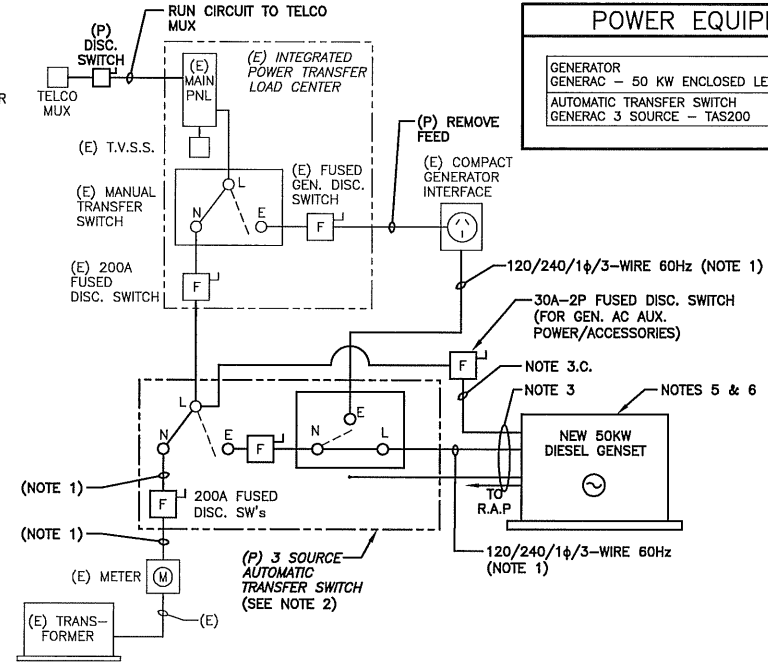 RUN CIRCUIT TO TELCO
MUX
(P)
DISC.
SWITCH
TELCO
MUX
(E)
MAIN
PNL
(E) INTEGRATED
POWER TRANSFER
LOAD CENTER
(E) T.V.S.S.
(P) REMOVE
FEED
(E) MANUAL
TRANSFER
SWITCH
L
N
E
(E) FUSED
GEN. DISC.
SWITCH
F
(E) COMPACT
GENERATOR
INTERFACE
(E) 200A
FUSED
DISC. SWITCH
F
120/240/1ϕ/3-WIRE 60Hz (NOTE 1)
30A-2P FUSED DISC. SWITCH
(FOR GEN. AC AUX.
POWER/ACCESSORIES)
F
NOTE 3.C.
NOTE 3
NOTES 5 & 6
L
N
E
F
E
N
L
NEW 50KW
DIESEL GENSET
TO
R.A.P
(NOTE 1)
F
200A FUSED
DISC. SW's
(NOTE 1)
(E) METER
M
(P) 3 SOURCE
AUTOMATIC
TRANSFER SWITCH
(SEE NOTE 2)
120/240/1ϕ/3-WIRE 60Hz
(NOTE 1)
(E) TRANS-
FORMER
(E)
POWER EQUIP
GENERATOR
GENERAC - 50 KW ENCLOSED LE
AUTOMATIC TRANSFER SWITCH
GENERAC 3 SOURCE - TAS200